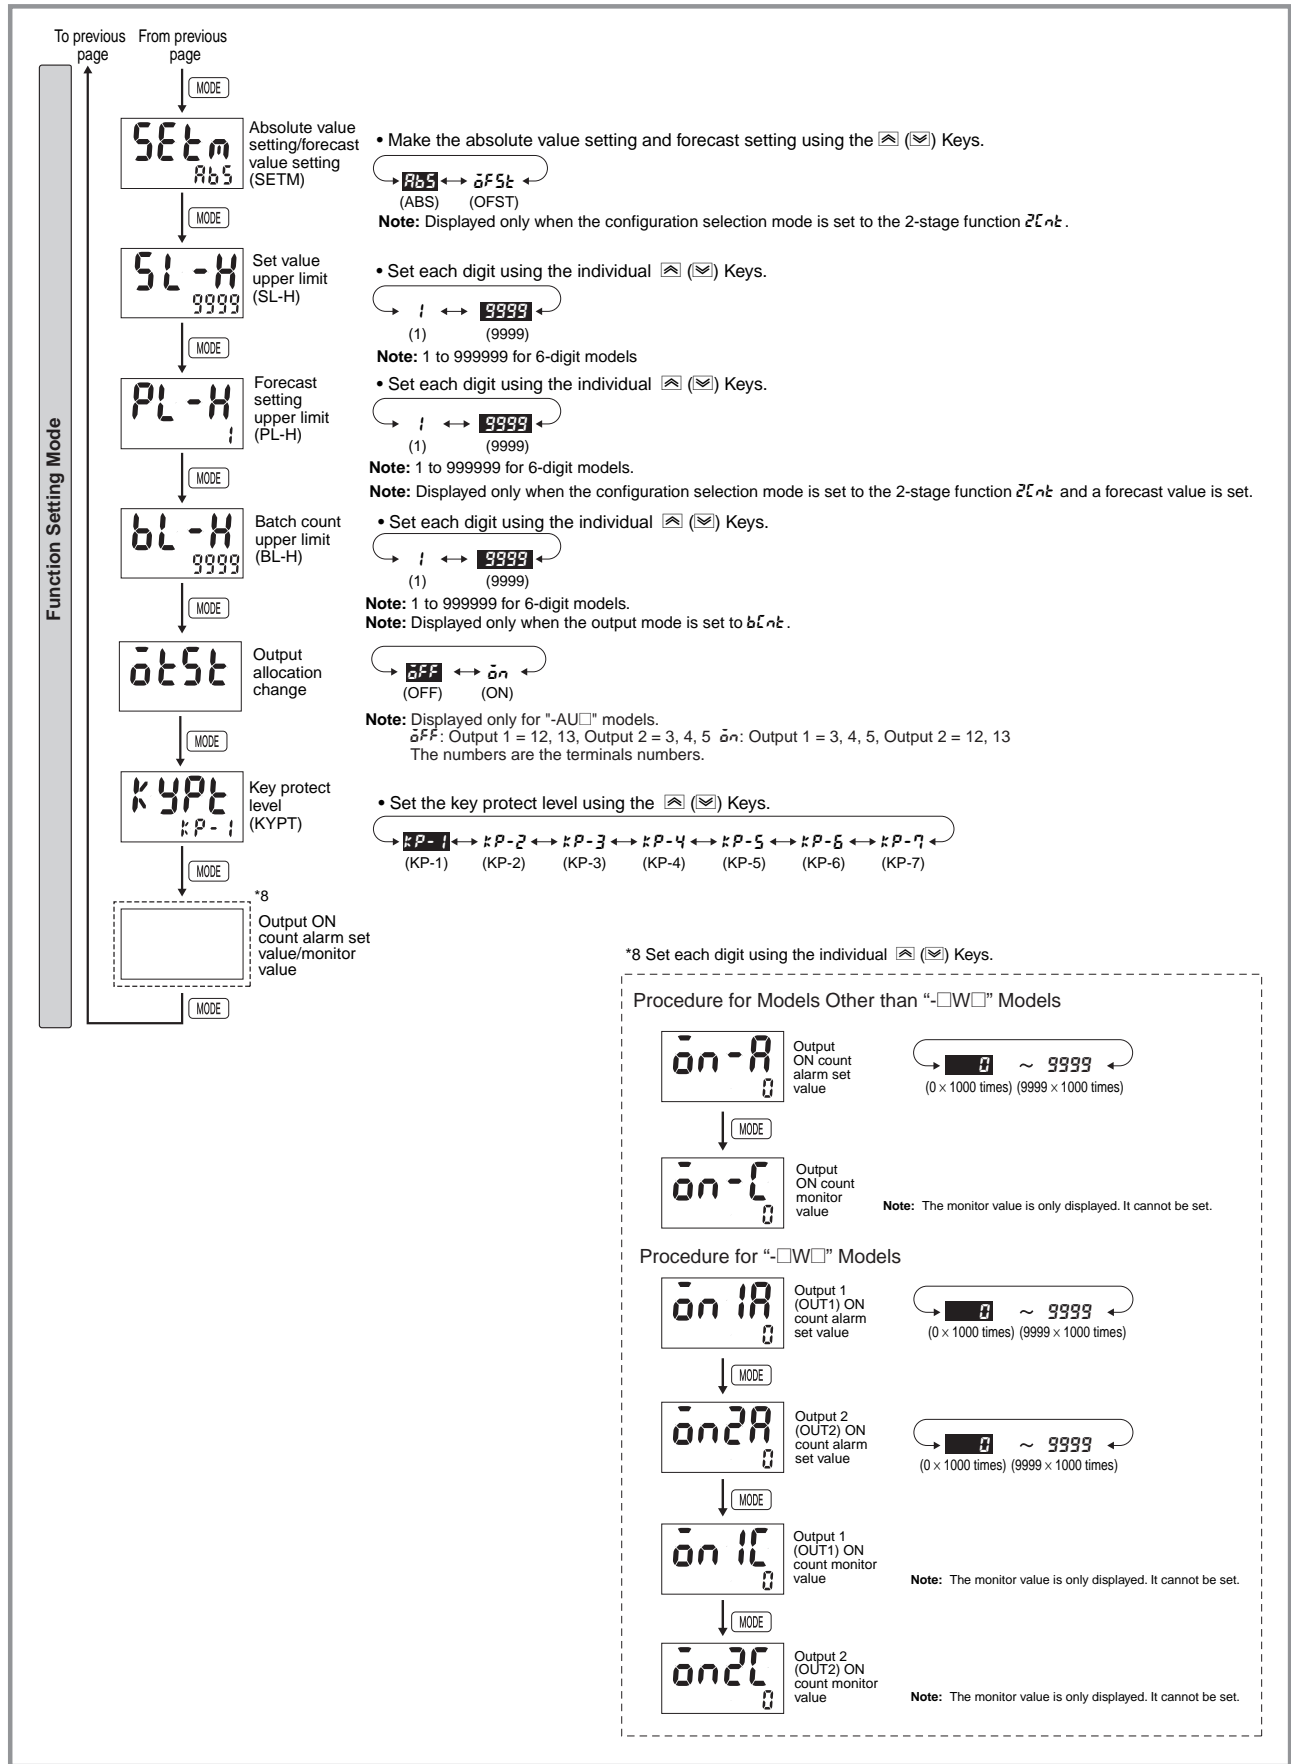 To previous page
From previous page
MODE
SEtm
AbS
Absolute value setting/forecast value setting (SETM)
• Make the absolute value setting and forecast setting using the (  ) Keys.
AbS ↔ ōFSt
(ABS) (OFST)
Note: Displayed only when the configuration selection mode is set to the 2-stage function 2Cnt.
MODE
SL-H
9999
Set value upper limit (SL-H)
• Set each digit using the individual (  ) Keys.
1 ↔ 9999
(1) (9999)
Note: 1 to 999999 for 6-digit models
MODE
PL-H
1
Forecast setting upper limit (PL-H)
• Set each digit using the individual (  ) Keys.
1 ↔ 9999
(1) (9999)
Note: 1 to 999999 for 6-digit models.
Note: Displayed only when the configuration selection mode is set to the 2-stage function 2Cnt and a forecast value is set.
MODE
bL-H
9999
Batch count upper limit (BL-H)
• Set each digit using the individual (  ) Keys.
1 ↔ 9999
(1) (9999)
Note: 1 to 999999 for 6-digit models.
Note: Displayed only when the output mode is set to bCnt.
MODE
ōtSt
Output allocation change
ōFF ↔ ōn
(OFF) (ON)
Note: Displayed only for "-AU□" models.
ōFF: Output 1 = 12, 13, Output 2 = 3, 4, 5 ōn: Output 1 = 3, 4, 5, Output 2 = 12, 13
The numbers are the terminals numbers.
MODE
KYPt
KP-1
Key protect level (KYPT)
• Set the key protect level using the (  ) Keys.
KP-1 ↔ KP-2 ↔ KP-3 ↔ KP-4 ↔ KP-5 ↔ KP-6 ↔ KP-7
(KP-1) (KP-2) (KP-3) (KP-4) (KP-5) (KP-6) (KP-7)
MODE
*8
Output ON count alarm set value/monitor value
MODE
Function Setting Mode
*8 Set each digit using the individual (  ) Keys.
Procedure for Models Other than “-□W□” Models
ōn-A
0
Output ON count alarm set value
0 ~ 9999
(0 × 1000 times) (9999 × 1000 times)
MODE
ōn-C
0
Output ON count monitor value
Note: The monitor value is only displayed. It cannot be set.
Procedure for “-□W□” Models
ōn1A
0
Output 1 (OUT1) ON count alarm set value
0 ~ 9999
(0 × 1000 times) (9999 × 1000 times)
MODE
ōn2A
0
Output 2 (OUT2) ON count alarm set value
0 ~ 9999
(0 × 1000 times) (9999 × 1000 times)
MODE
ōn1C
0
Output 1 (OUT1) ON count monitor value
Note: The monitor value is only displayed. It cannot be set.
MODE
ōn2C
0
Output 2 (OUT2) ON count monitor value
Note: The monitor value is only displayed. It cannot be set.